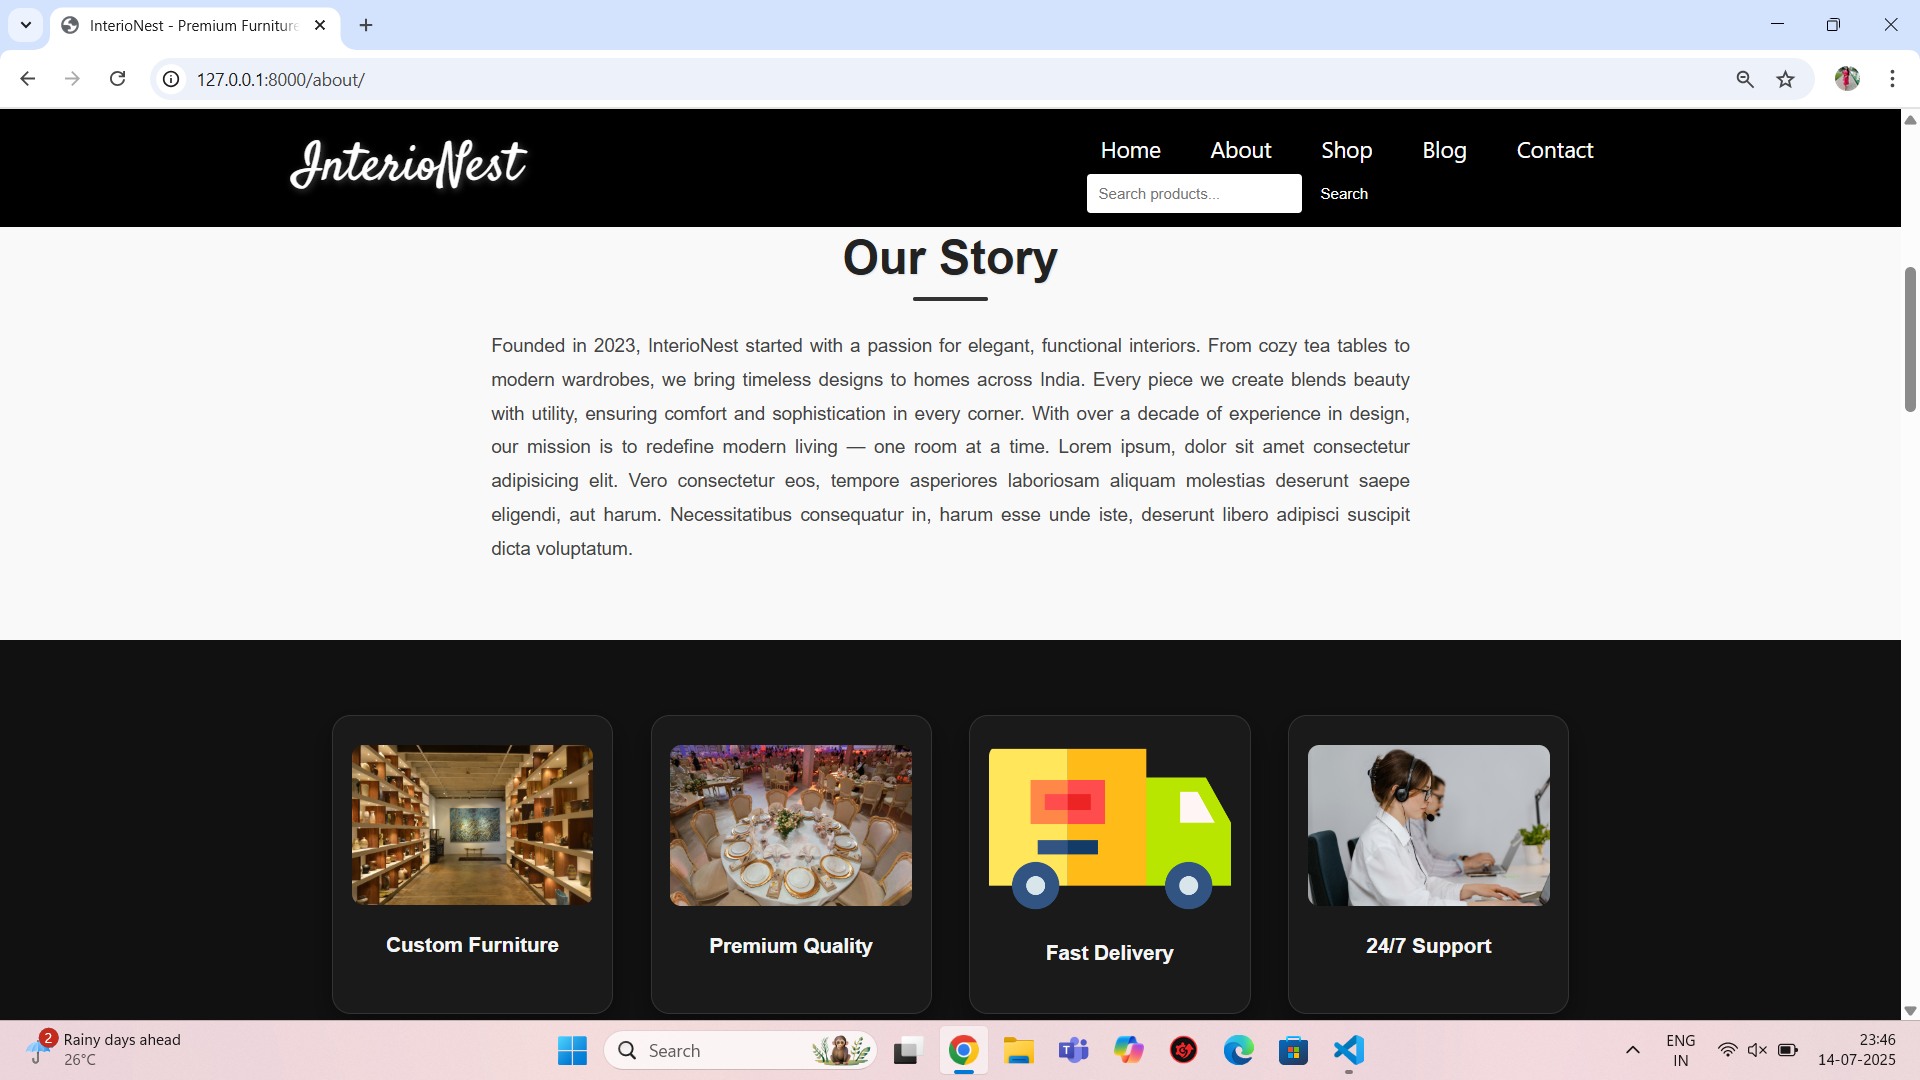 InterioNest - Premium Furniture
127.0.0.1:8000/about/
InterioNest
Home About Shop Blog Contact
Search products... Search
Our Story
Founded in 2023, InterioNest started with a passion for elegant, functional interiors. From cozy tea tables to
modern wardrobes, we bring timeless designs to homes across India. Every piece we create blends beauty
with utility, ensuring comfort and sophistication in every corner. With over a decade of experience in design,
our mission is to redefine modern living — one room at a time. Lorem ipsum, dolor sit amet consectetur
adipisicing elit. Vero consectetur eos, tempore asperiores laboriosam aliquam molestias deserunt saepe
eligendi, aut harum. Necessitatibus consequatur in, harum esse unde iste, deserunt libero adipisci suscipit
dicta voluptatum.
Custom Furniture
Premium Quality
Fast Delivery
24/7 Support
2
Rainy days ahead
26°C
Search
ENG
IN
23:46
14-07-2025